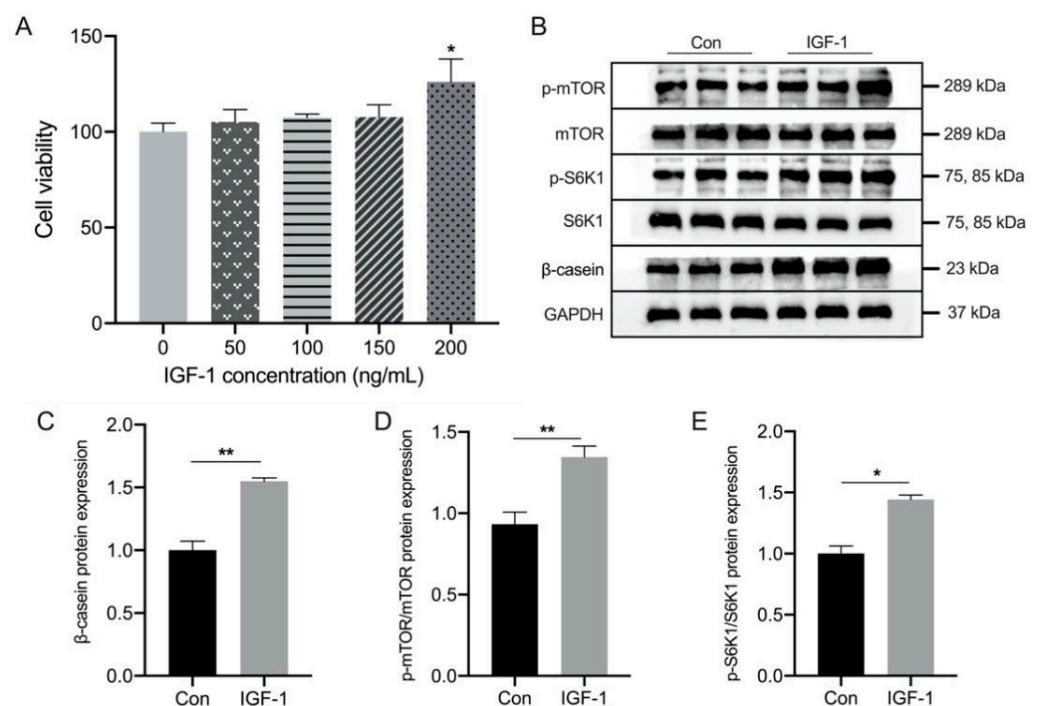 A
Cell viability
150
100
50
0
*
0 50 100 150 200
IGF-1 concentration (ng/mL)
B
Con IGF-1
p-mTOR 289 kDa
mTOR 289 kDa
p-S6K1 75, 85 kDa
S6K1 75, 85 kDa
β-casein 23 kDa
GAPDH 37 kDa
C
β-casein protein expression
2.0
1.5
1.0
0.5
0.0
**
Con IGF-1
D
p-mTOR/mTOR protein expression
1.5
1.0
0.5
0.0
**
Con IGF-1
E
p-S6K1/S6K1 protein expression
2.0
1.5
1.0
0.5
0.0
*
Con IGF-1